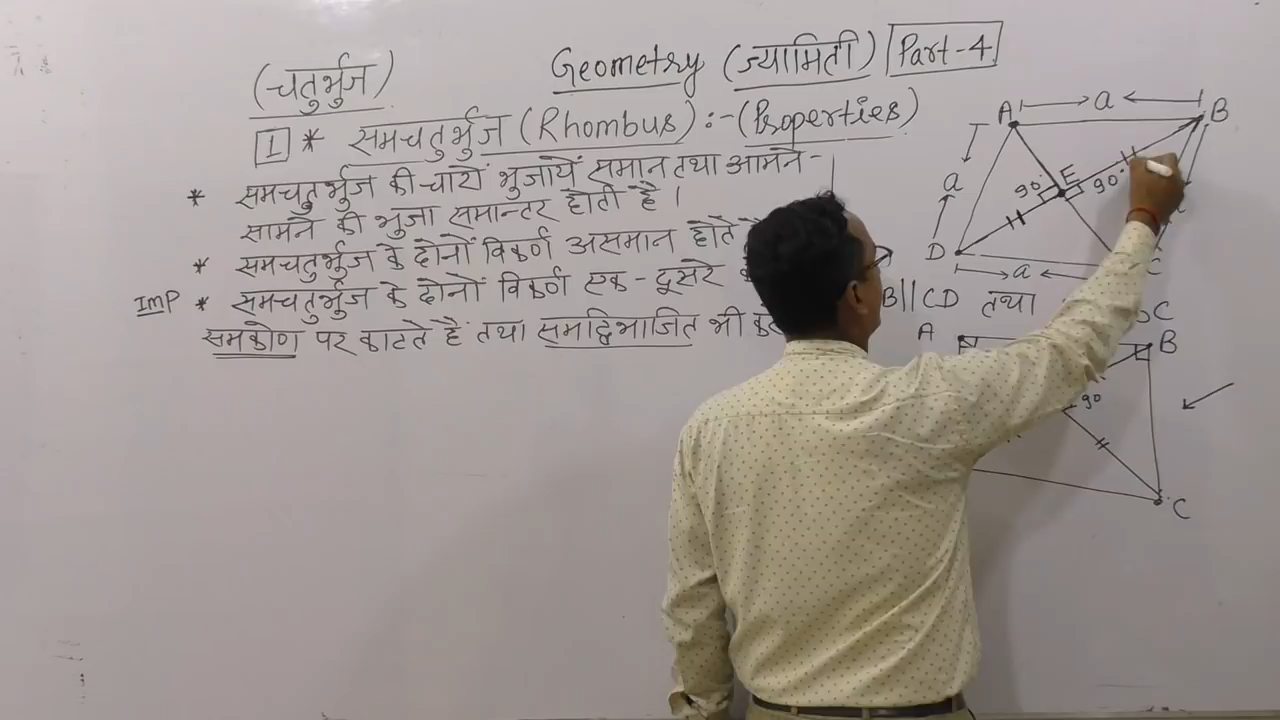 (चतुर्भुज)
Geometry (ज्यामिती) Part-4
1 * समचतुर्भुज (Rhombus) :- (Properties)
* समचतुर्भुज की चारों भुजायें समान तथा आमने-
सामने की भुजा समान्तर होती है ।
* समचतुर्भुज के दोनों विकर्ण असमान होते
IMP * समचतुर्भुज के दोनों विकर्ण एक-दूसरे
समकोण पर काटते है तथा समद्विभाजित भी
A a B
a E
90° 90°
D C
a
B||CD तथा
C
A B
90
C